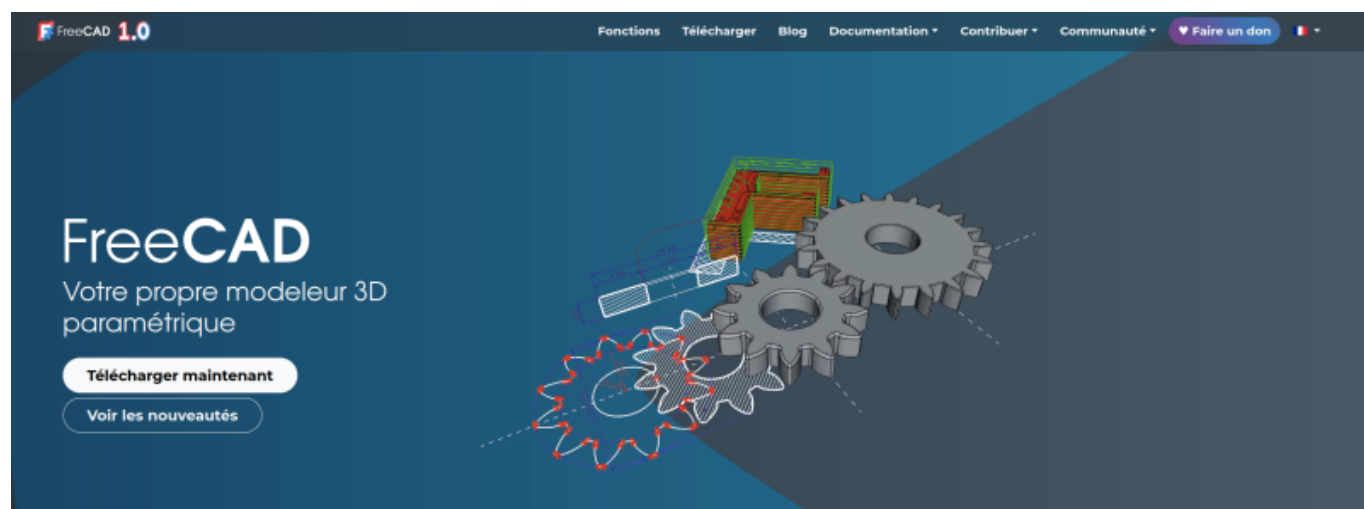 FreeCAD 1.0
Fonctions Télécharger Blog Documentation Contribuer Communauté ♥ Faire un don
FreeCAD
Votre propre modeleur 3D
paramétrique
Télécharger maintenant
Voir les nouveautés